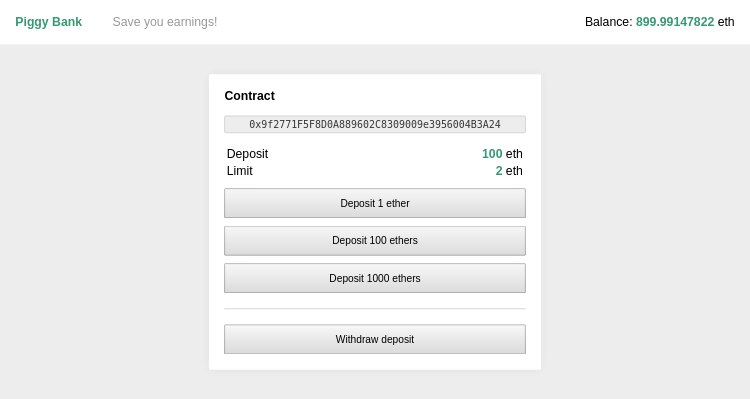 Piggy Bank Save you earnings! Balance: 899.99147822 eth
Contract
0x9f2771F5F8D0A889602C8309009e3956004B3A24
Deposit 100 eth
Limit 2 eth
Deposit 1 ether
Deposit 100 ethers
Deposit 1000 ethers
Withdraw deposit